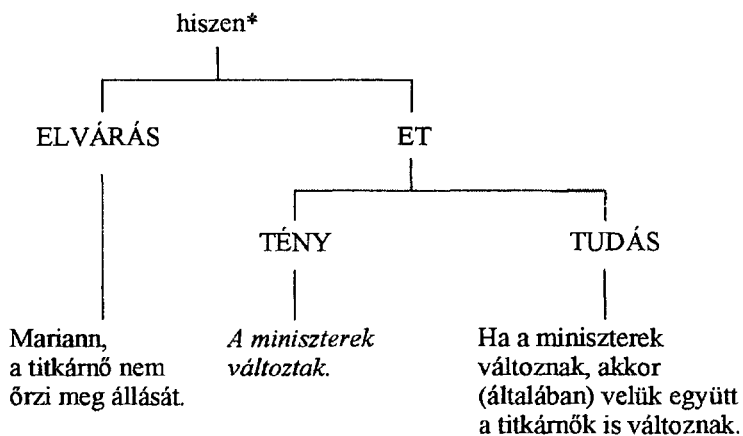 hiszen*
ELVÁRÁS
ET
TÉNY
TUDÁS
Mariann,
a titkárnő nem
őrzi meg állását.
A miniszterek
változtak.
Ha a miniszterek
változnak, akkor
(általában) velük együtt
a titkárnők is változnak.